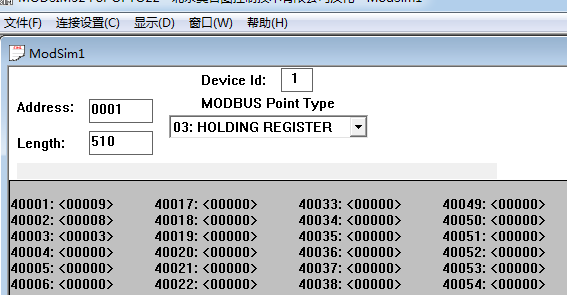 文件(F) 连接设置(C) 显示(D) 窗口(W) 帮助(H)
ModSim1
Device Id: 1
Address: 0001
MODBUS Point Type
03: HOLDING REGISTER
Length: 510
40001: <00009> 40017: <00000> 40033: <00000> 40049: <00000>
40002: <00008> 40018: <00000> 40034: <00000> 40050: <00000>
40003: <00003> 40019: <00000> 40035: <00000> 40051: <00000>
40004: <00000> 40020: <00000> 40036: <00000> 40052: <00000>
40005: <00000> 40021: <00000> 40037: <00000> 40053: <00000>
40006: <00000> 40022: <00000> 40038: <00000> 40054: <00000>